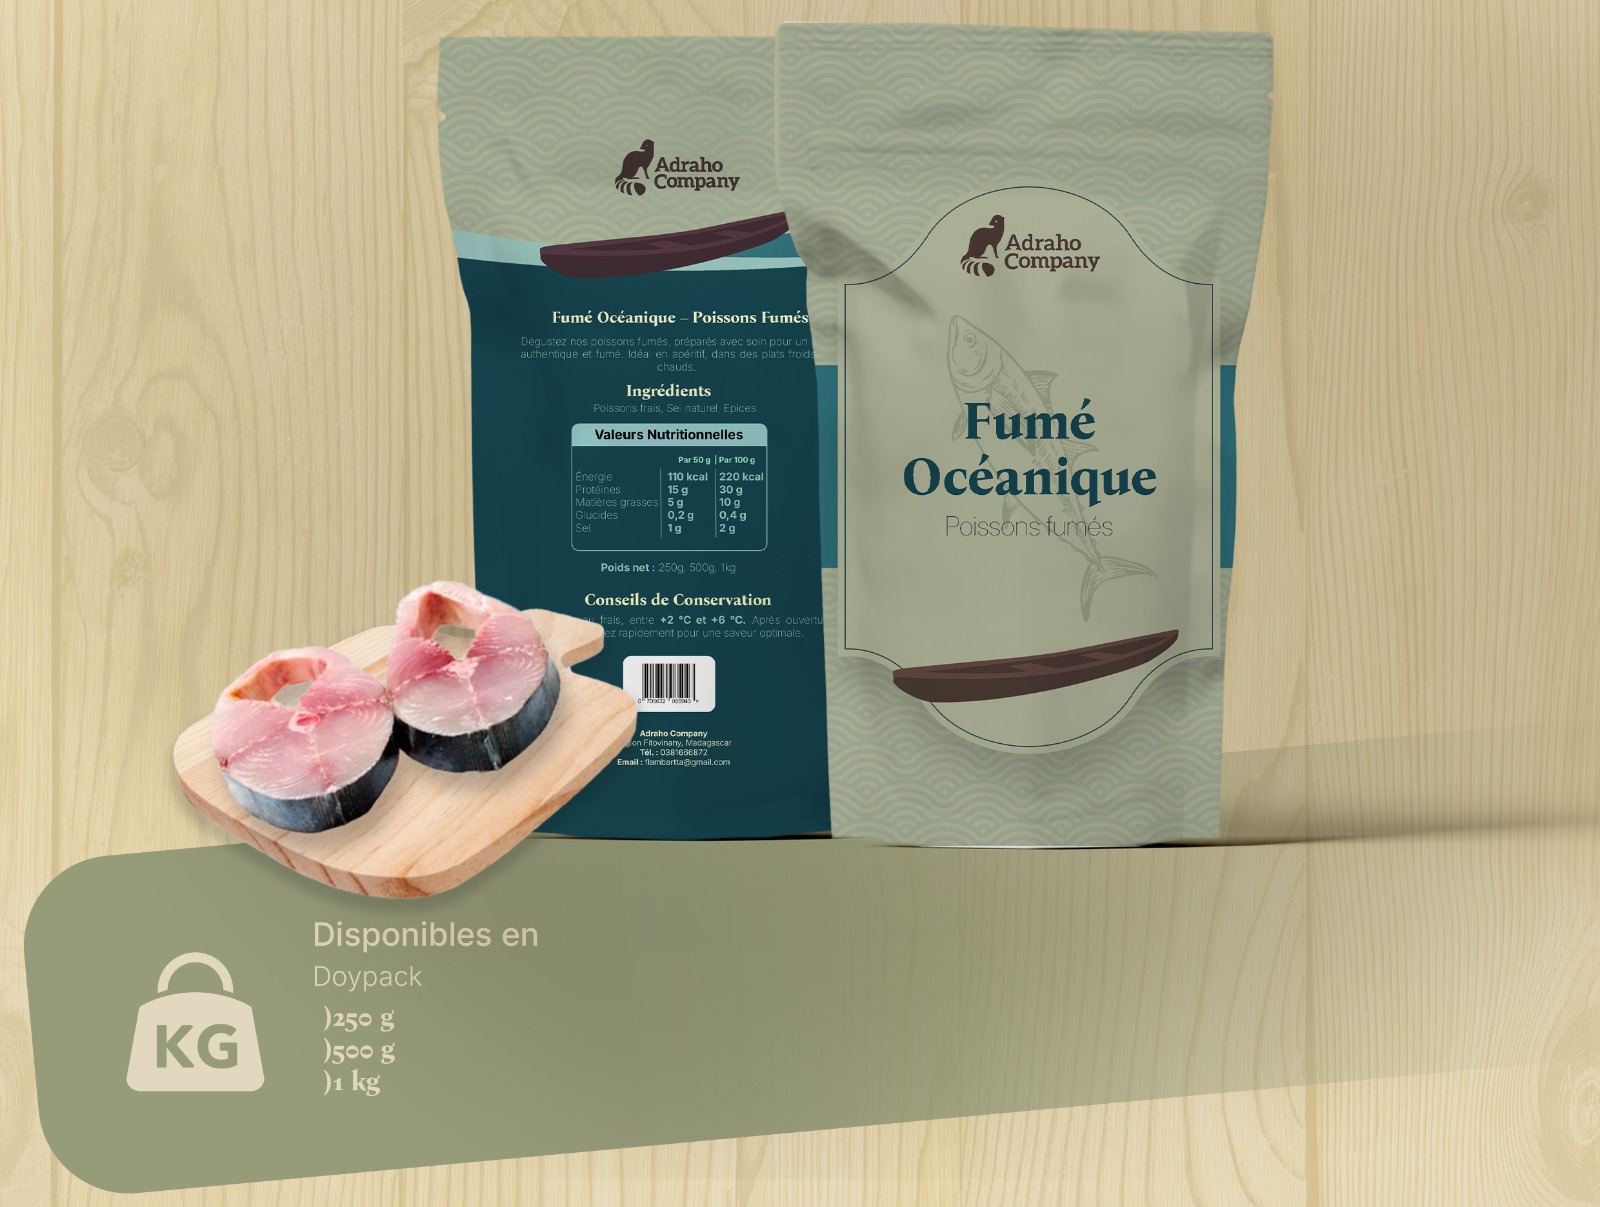 Adraho
Company
Fumé Océanique – Poissons Fumés
Dégustez nos poissons fumés, préparés avec soin pour un
authentique et fumé. Idéal en apéritif, dans des plats froids
chauds.
Ingrédients
Poissons frais, Sel naturel, Epices
Valeurs Nutritionnelles
Par 50 g Par 100 g
Énergie 110 kcal 220 kcal
Protéines 15 g 30 g
Matières grasses 5 g 10 g
Glucides 0,2 g 0,4 g
Sel 1 g 2 g
Poids net : 250g, 500g, 1kg
Conseils de Conservation
frais, entre +2 °C et +6 °C. Après
rapidement pour une saveur optimale.
Adraho Company
Fitovinany, Madagascar
Tél. : 0381666872
Email : flambartta@gmail.com
Adraho
Company
Fumé
Océanique
Poissons fumés
KG
Disponibles en
Doypack
)250 g
)500 g
)1 kg